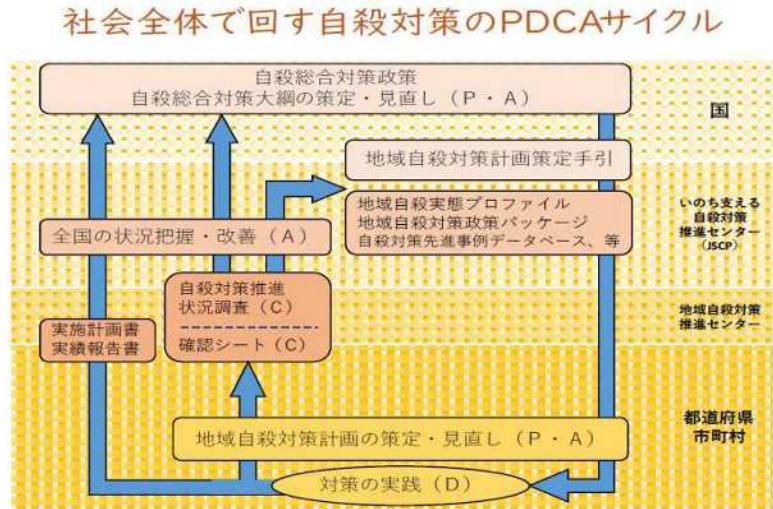 社会全体で回す自殺対策のPDCAサイクル
自殺総合対策政策
自殺総合対策大綱の策定・見直し（P・A）
国
地域自殺対策計画策定手引
地域自殺実態プロファイル
地域自殺対策政策パッケージ
自殺対策先進事例データベース、等
いのち支える
自殺対策
推進センター
（JSCP）
全国の状況把握・改善（A）
自殺対策推進
状況調査（C）
確認シート（C）
地域自殺対策
推進センター
実施計画書
実績報告書
都道府県
市町村
地域自殺対策計画の策定・見直し（P・A）
対策の実践（D）